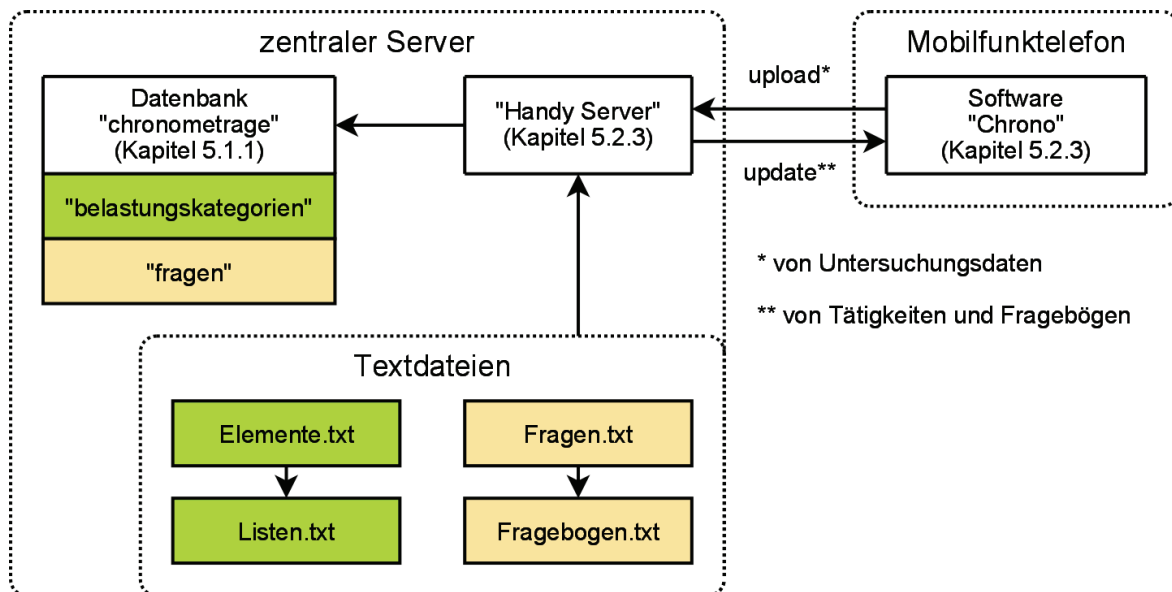 zentraler Server
Datenbank
"chronometrage"
(Kapitel 5.1.1)
"belastungskategorien"
"fragen"
"Handy Server"
(Kapitel 5.2.3)
upload*
update**
Mobilfunktelefon
Software
"Chrono"
(Kapitel 5.2.3)
* von Untersuchungsdaten
** von Tätigkeiten und Fragebögen
Textdateien
Elemente.txt
Fragen.txt
Listen.txt
Fragebogen.txt